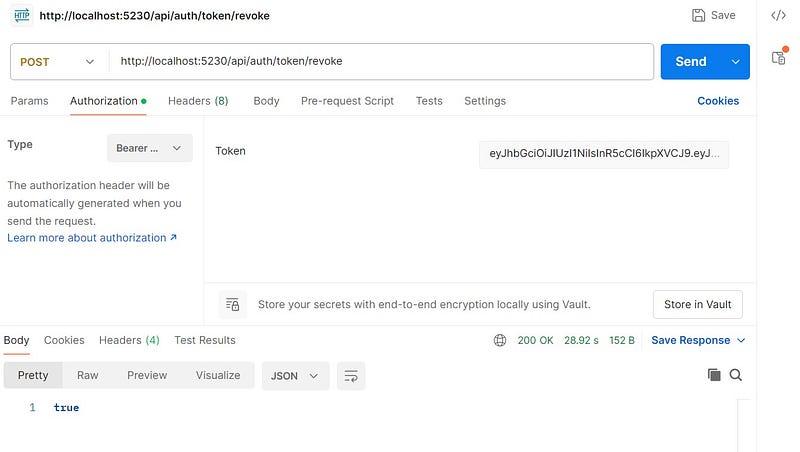 HTTP http://localhost:5230/api/auth/token/revoke Save
POST http://localhost:5230/api/auth/token/revoke Send
Params Authorization Headers (8) Body Pre-request Script Tests Settings Cookies
Type Bearer ... Token eyJhbGciOiJIUzI1NiIsInR5cCI6IkpXVCJ9.eyJ...
The authorization header will be
automatically generated when you
send the request.
Learn more about authorization ↗
Store your secrets with end-to-end encryption locally using Vault. Store in Vault
Body Cookies Headers (4) Test Results 200 OK 28.92 s 152 B Save Response
Pretty Raw Preview Visualize JSON
1 true